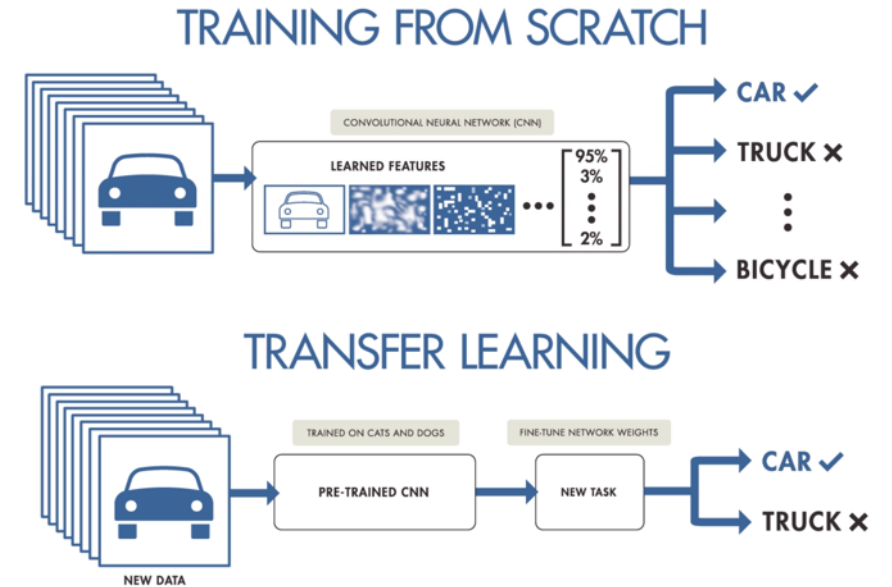 TRAINING FROM SCRATCH
CONVOLUTIONAL NEURAL NETWORK (CNN)
LEARNED FEATURES
95%
3%
2%
CAR
TRUCK
BICYCLE
TRANSFER LEARNING
TRAINED ON CATS AND DOGS
FINE-TUNE NETWORK WEIGHTS
PRE-TRAINED CNN
NEW TASK
CAR
TRUCK
NEW DATA